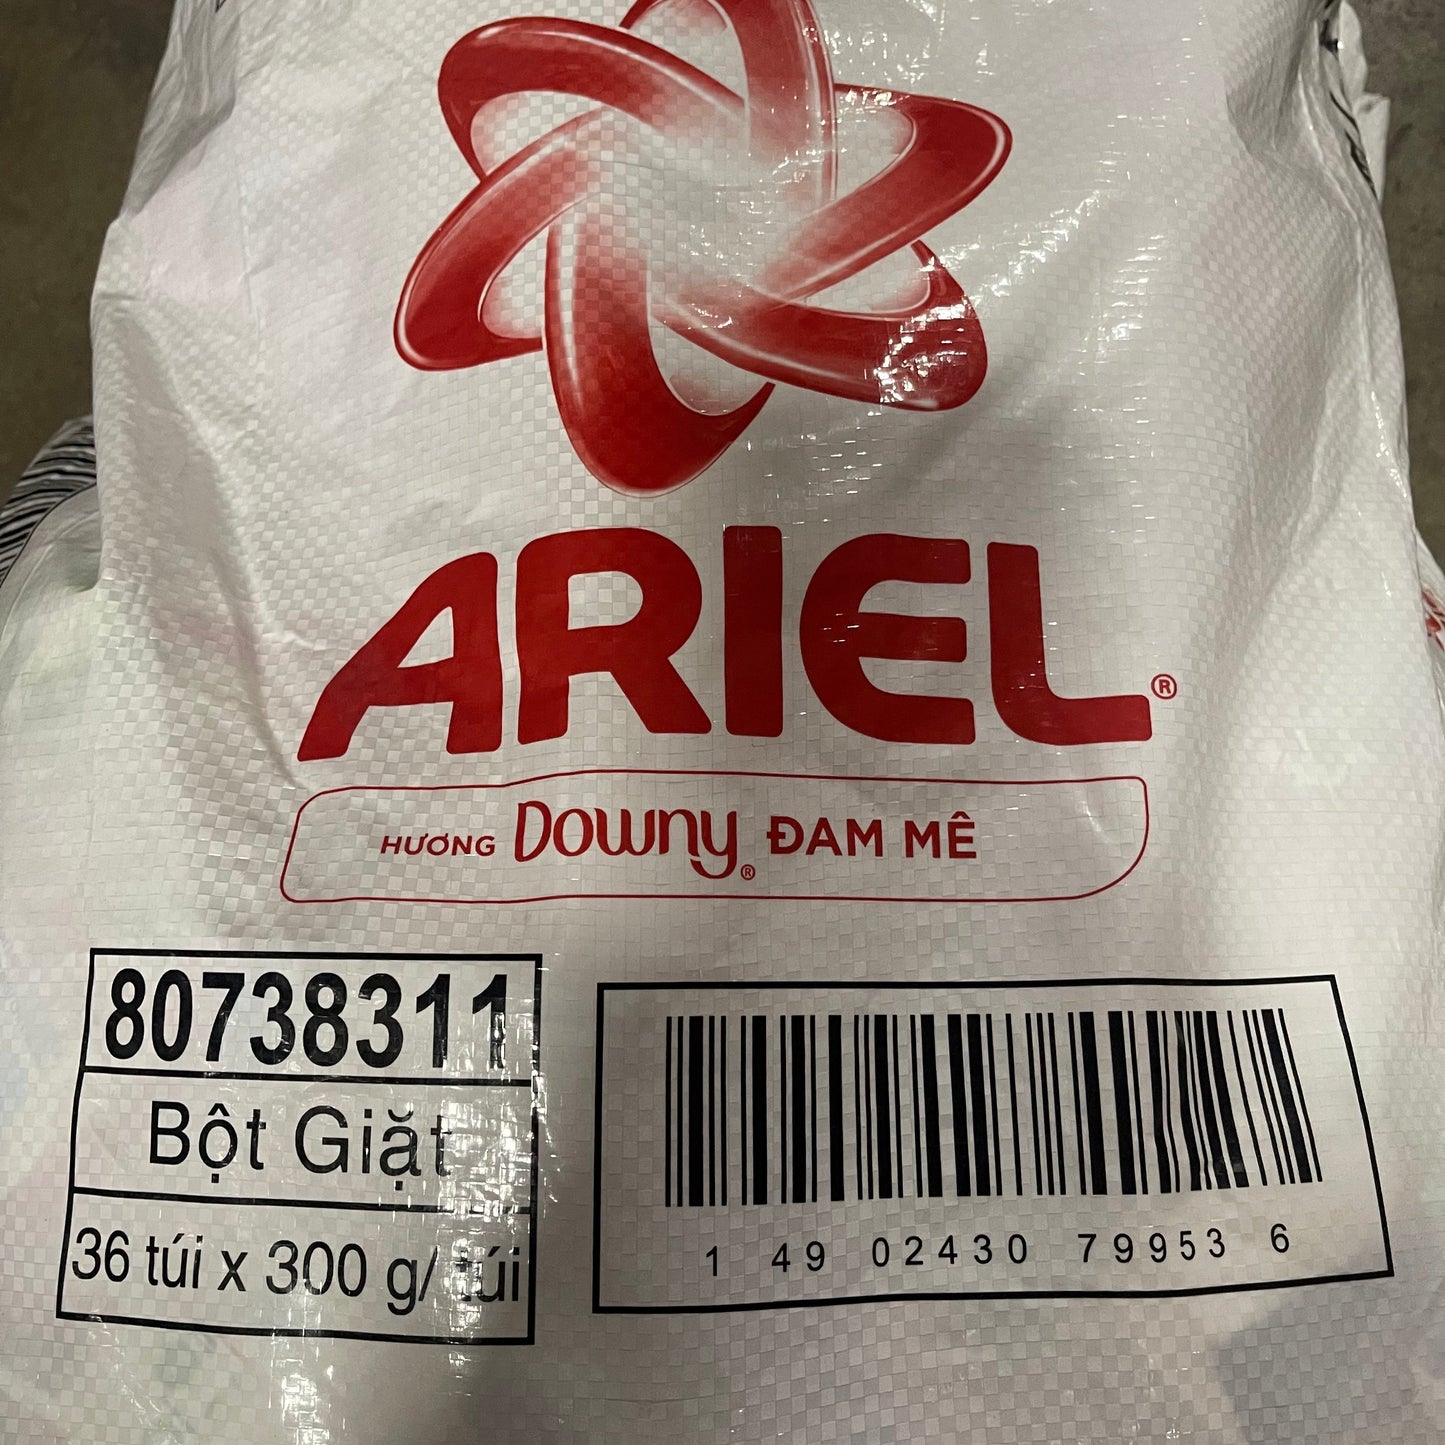 ARIEL®
HƯƠNG Downy® ĐAM MÊ
80738311
Bột Giặt
36 túi x 300 g/ túi
1 49 02430 79953 6